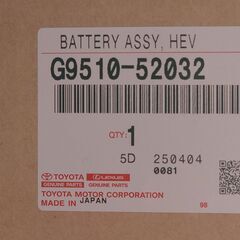 BATTERY ASSY, HEV
G9510-52032
QTY:
1
5D 250404
0081
TOYOTA LEXUS
GENUINE PARTS GENUINE PARTS
TOYOTA MOTOR CORPORATION
MADE IN JAPAN 98